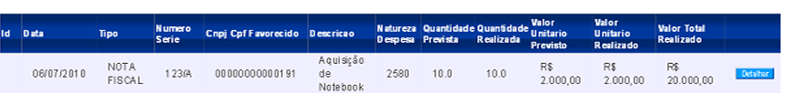 Id Data Tipo Numero Serie Cnpj Cpf Favorecido Descricao Natureza Despesa Quantidade Prevista Quantidade Realizada Valor Unitario Previsto Valor Unitario Realizado Valor Total Realizado
06/07/2010 NOTA FISCAL 123/A 00000000000191 Aquisição de Notebook 2580 10.0 10.0 R$ 2.000,00 R$ 2.000,00 R$ 20.000,00 Detalhar